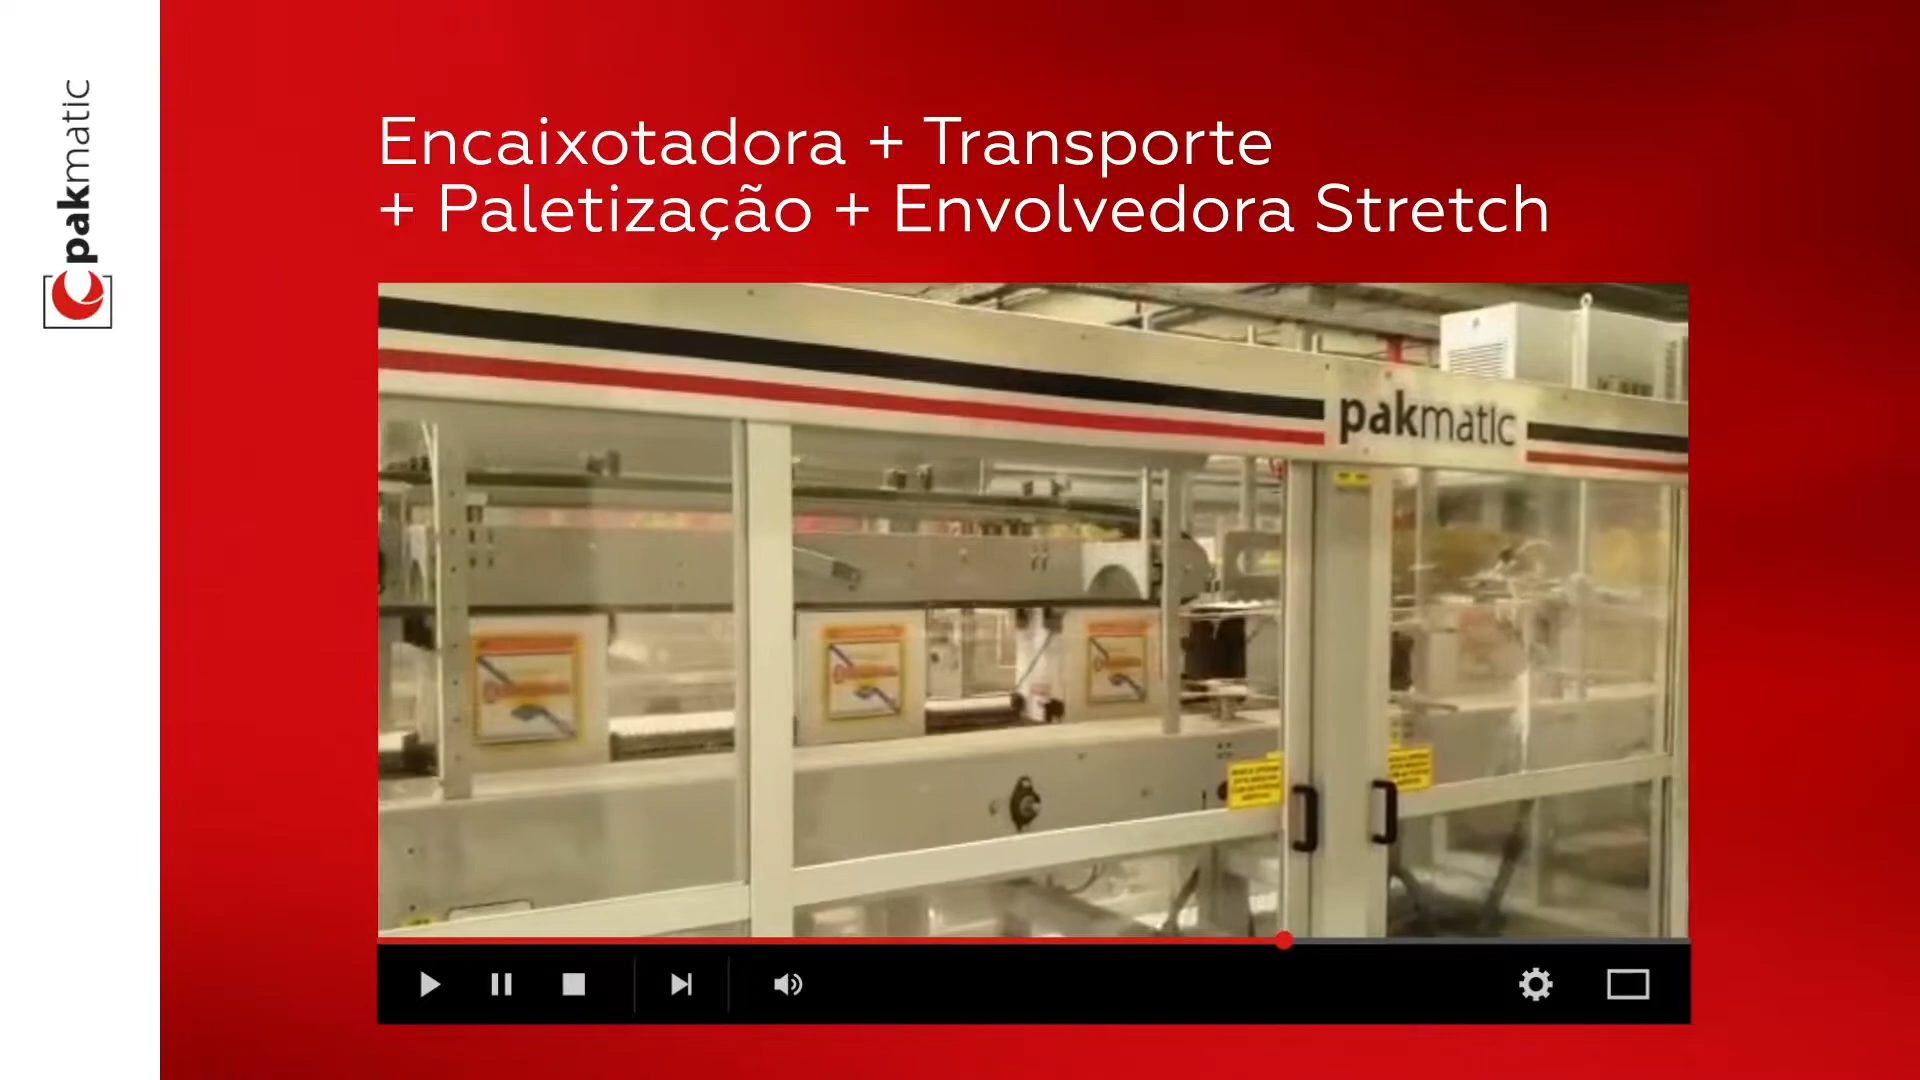 pakmatic
Encaixotadora + Transporte
+ Paletização + Envolvedora Stretch
pakmatic